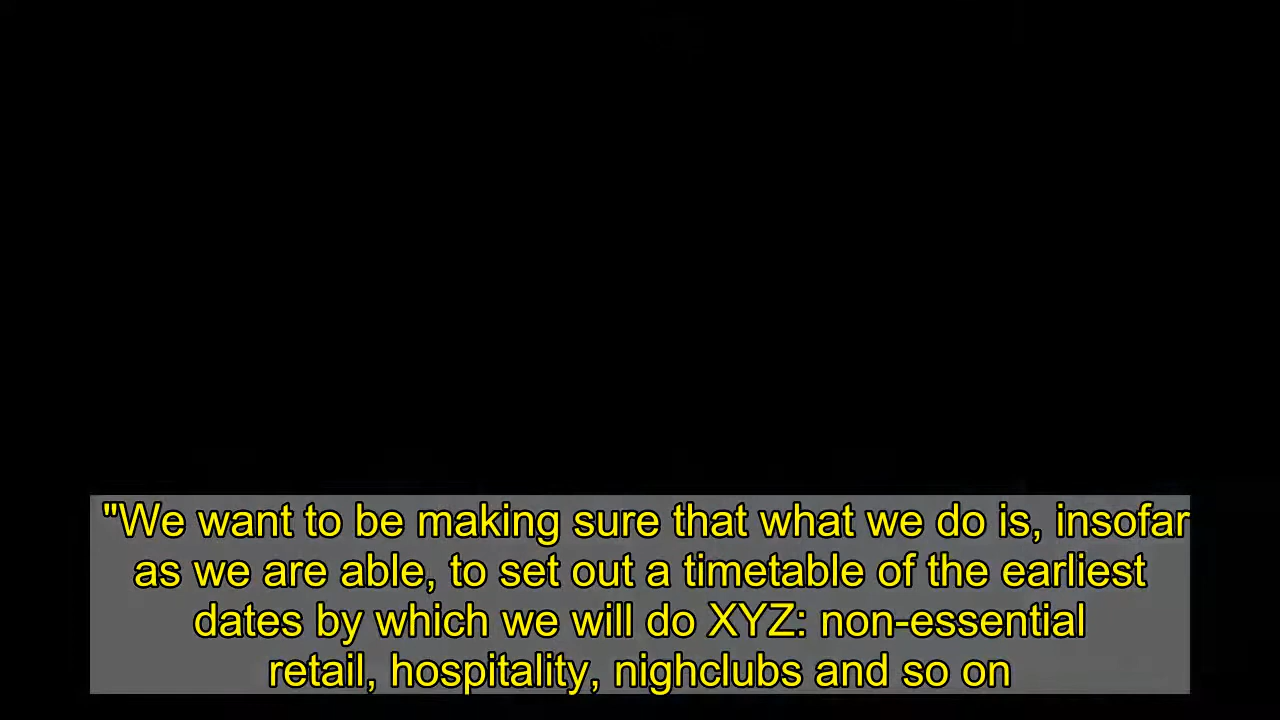 "We want to be making sure that what we do is, insofar
as we are able, to set out a timetable of the earliest
dates by which we will do XYZ: non-essential
retail, hospitality, nighclubs and so on